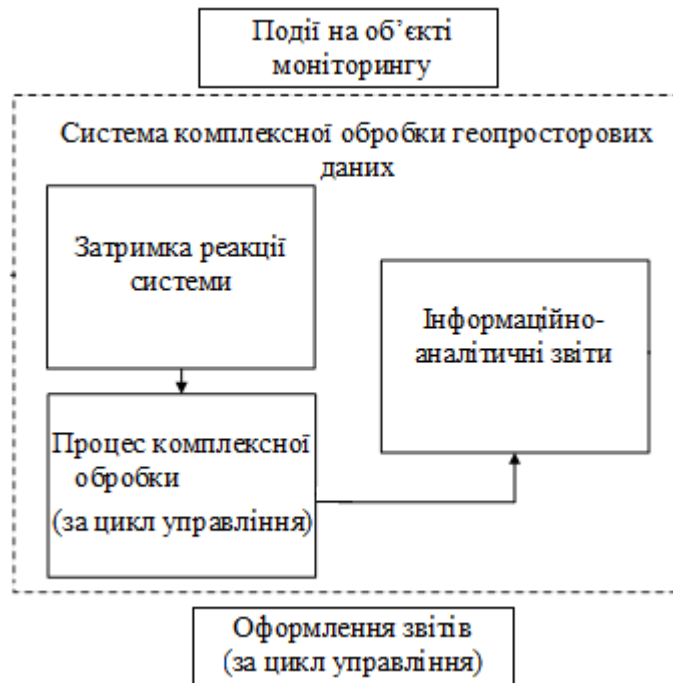 Події на об’єкті
моніторингу
Система комплексної обробки геопросторових
даних
Затримка реакції
системи
Інформаційно-
аналітичні звіти
Процес комплексної
обробки
(за цикл управління)
Оформлення звітів
(за цикл управління)